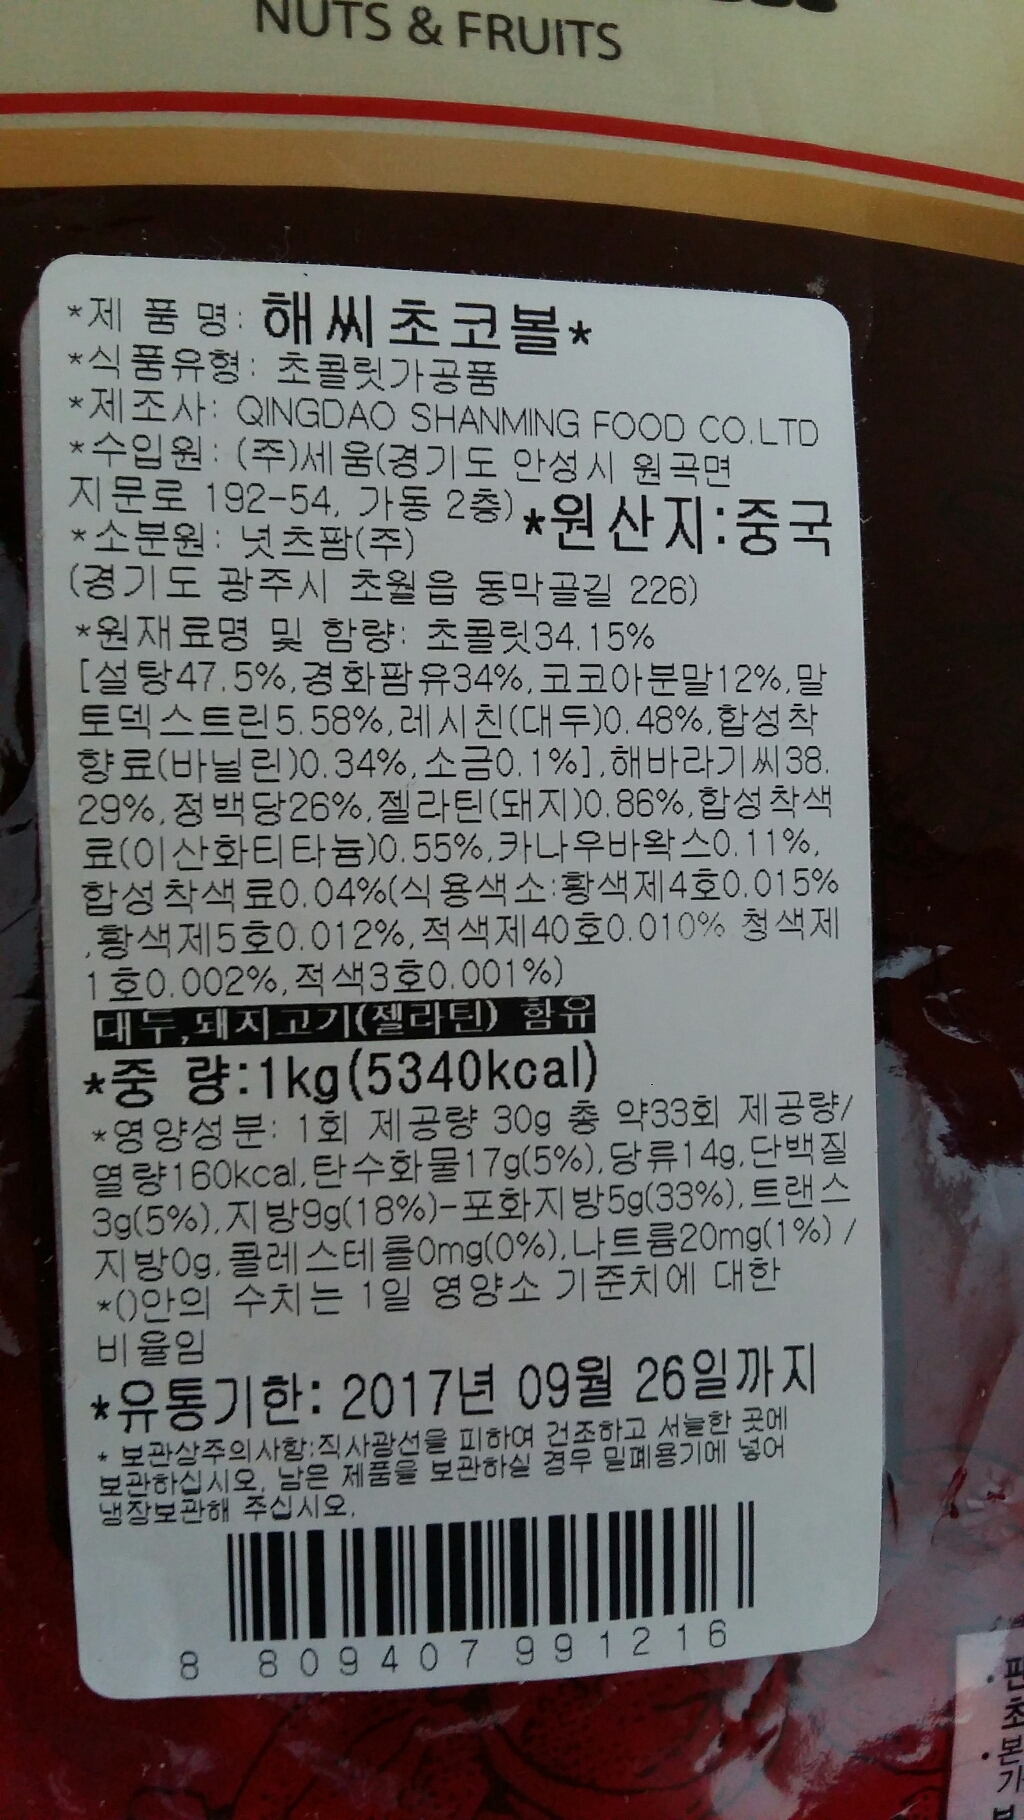 NUTS & FRUITS
*제 품 명: 해씨초코볼*
*식품유형: 초콜릿가공품
*제조사: QINGDAO SHANMING FOOD CO.LTD
*수입원: (주)세움(경기도 안성시 원곡면
지문로 192-54, 가동 2층) *원산지:중국
*소분원: 넛츠팜(주)
(경기도 광주시 초월읍 동막골길 226)
*원재료명 및 함량: 초콜릿34.15%
[설탕47.5%,경화팜유34%,코코아분말12%,말
토덱스트린5.58%,레시친(대두)0.48%,합성착
향료(바닐린)0.34%,소금0.1%],해바라기씨38.
29%,정백당26%,젤라틴(돼지)0.86%,합성착색
료(이산화티타늄)0.55%,카나우바왁스0.11%,
합성착색료0.04%(식용색소:황색제4호0.015%
,황색제5호0.012%,적색제40호0.010% 청색제
1호0.002%,적색3호0.001%)
대두,돼지고기(젤라틴) 함유
*중 량:1kg(5340kcal)
*영양성분: 1회 제공량 30g 총 약33회 제공량/
열량160kcal,탄수화물17g(5%),당류14g,단백질
3g(5%),지방9g(18%)-포화지방5g(33%),트랜스
지방0g,콜레스테롤0mg(0%),나트륨20mg(1%) /
*()안의 수치는 1일 영양소 기준치에 대한
비율임
*유통기한: 2017년 09월 26일까지
* 보관상주의사항:직사광선을 피하여 건조하고 서늘한 곳에
보관하십시오. 남은 제품을 보관하실 경우 밀폐용기에 넣어
냉장보관해 주십시오.
8 809407 991216